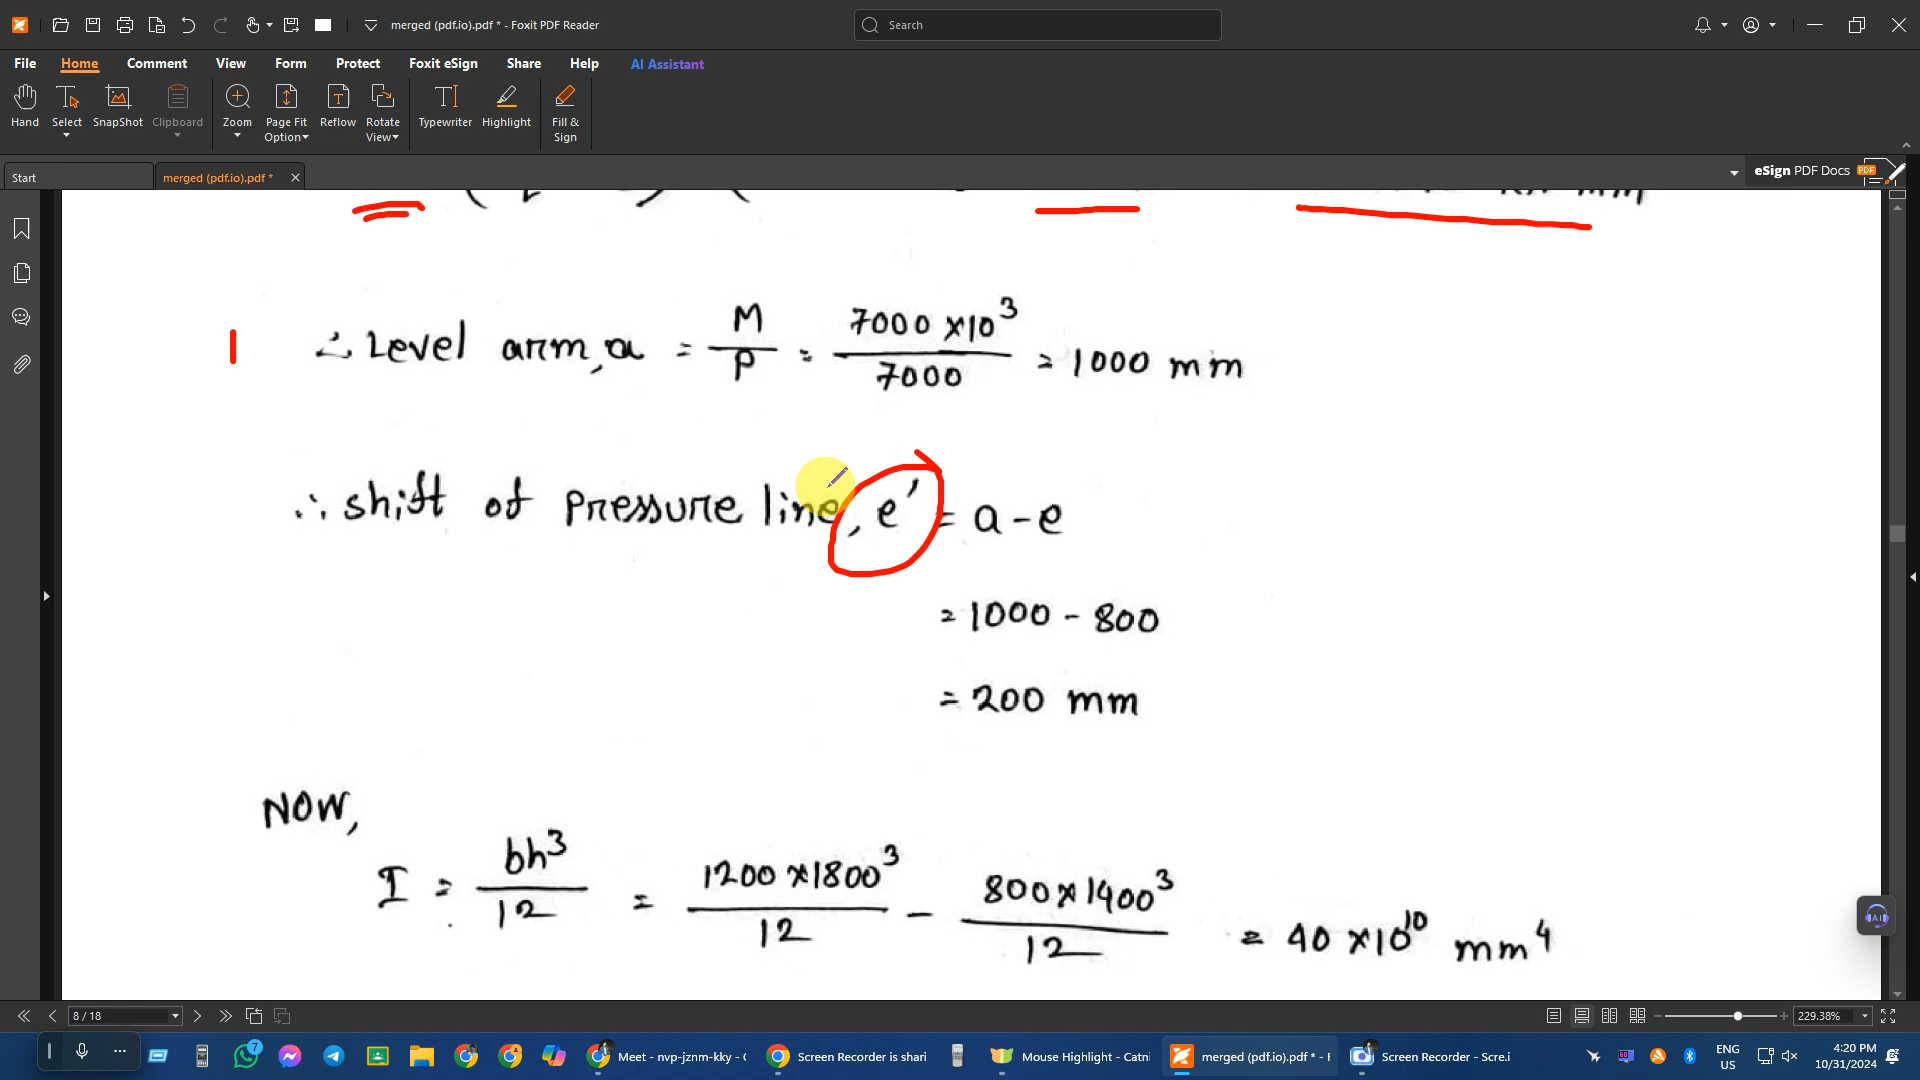 merged (pdf.io).pdf * - Foxit PDF Reader
Search
File Home Comment View Form Protect Foxit eSign Share Help AI Assistant
Hand Select SnapShot Clipboard Zoom Page Fit Option Reflow Rotate View Typewriter Highlight Fill & Sign
Start
merged (pdf.io).pdf *
eSign PDF Docs
PDF
∴ Level arm, a = M/P = 7000 x10³/7000 = 1000 mm
∴ shift of pressure line, e' = a - e
= 1000 - 800
= 200 mm
NOW,
I = bh³/12 = 1200 x 1800³/12 - 800 x 1400³/12 = 40 x 10¹⁰ mm⁴
AI
8 / 18
229.38%
7
Meet - nvp-jznm-kky - G
Screen Recorder is shari
Mouse Highlight - Catni
merged (pdf.io).pdf * - F
Screen Recorder - Scre.i
60
ENG
US
4:20 PM
10/31/2024